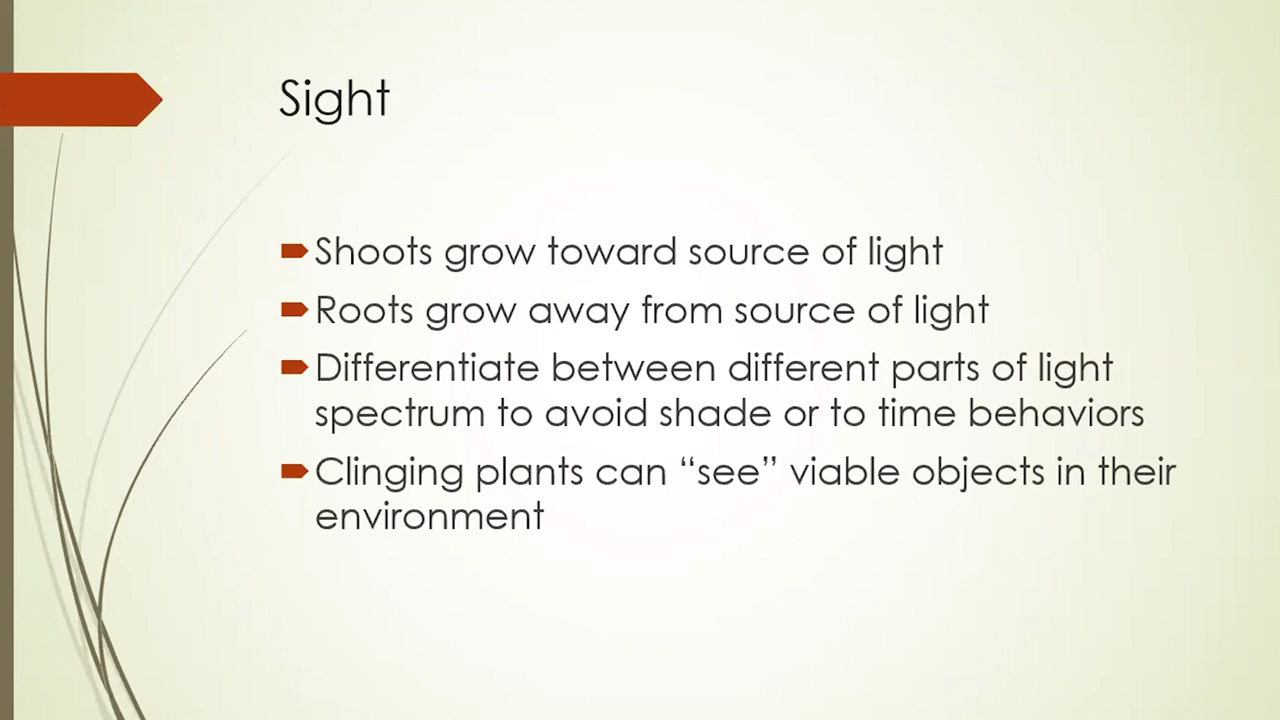 Sight
Shoots grow toward source of light
Roots grow away from source of light
Differentiate between different parts of light
spectrum to avoid shade or to time behaviors
Clinging plants can “see” viable objects in their
environment